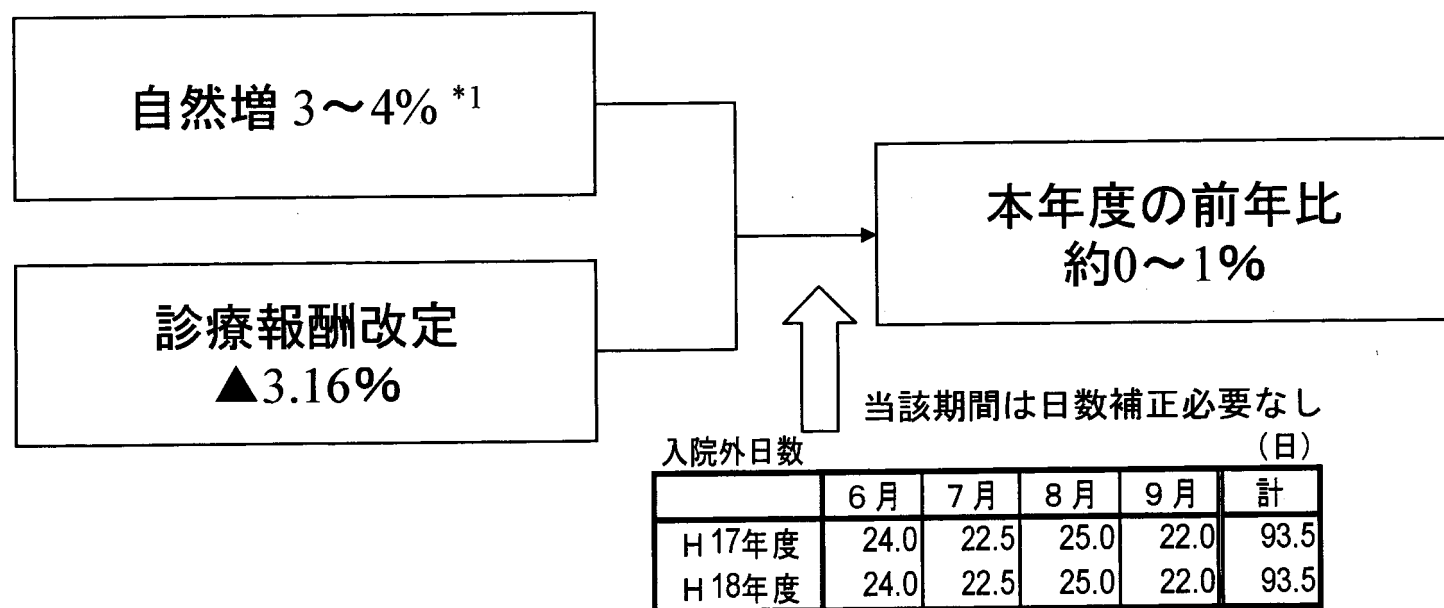 自然増 3～4% *1
診療報酬改定
▲3.16%
本年度の前年比
約0～1%
当該期間は日数補正必要なし
入院外日数 (日)
6月 7月 8月 9月 計
H17年度 24.0 22.5 25.0 22.0 93.5
H18年度 24.0 22.5 25.0 22.0 93.5